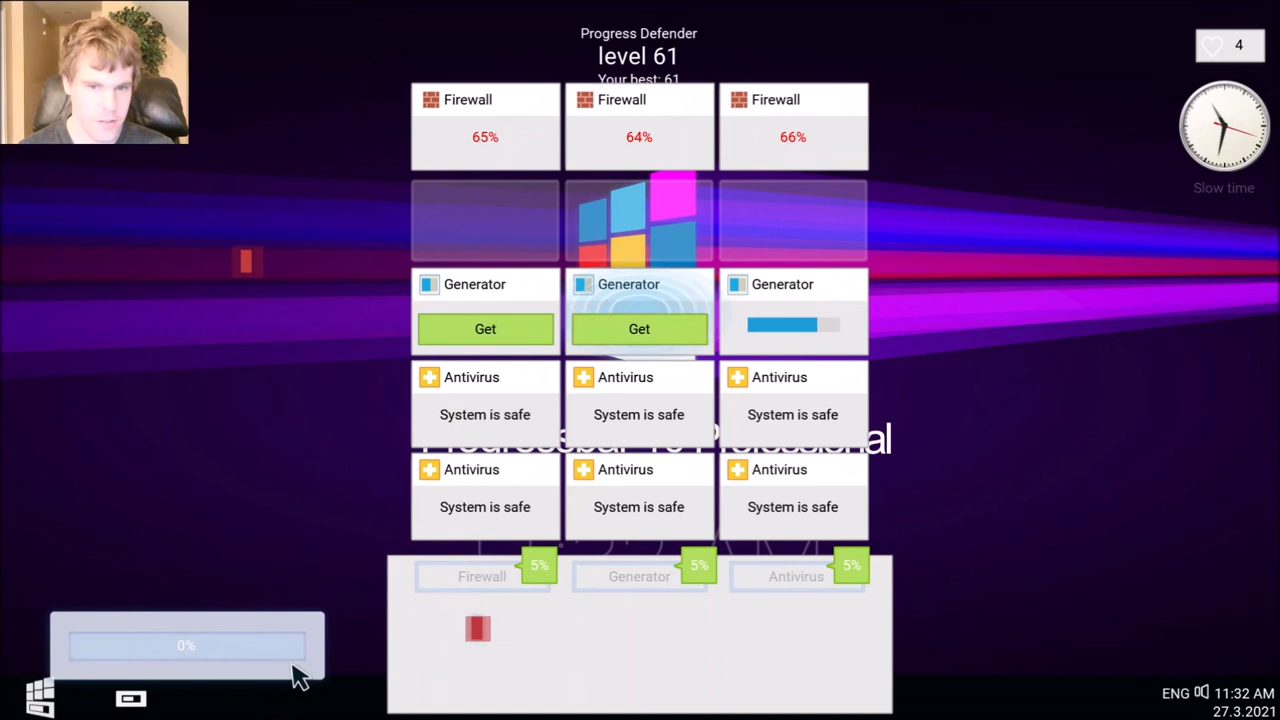 Progress Defender
level 61
Your best: 61
4
Firewall
65%
Firewall
64%
Firewall
66%
Slow time
Generator
Get
Generator
Get
Generator
Antivirus
System is safe
Antivirus
System is safe
Antivirus
System is safe
Antivirus
System is safe
Antivirus
System is safe
Antivirus
System is safe
Firewall
5%
Generator
5%
Antivirus
5%
0%
ENG 11:32 AM
27.3.2021